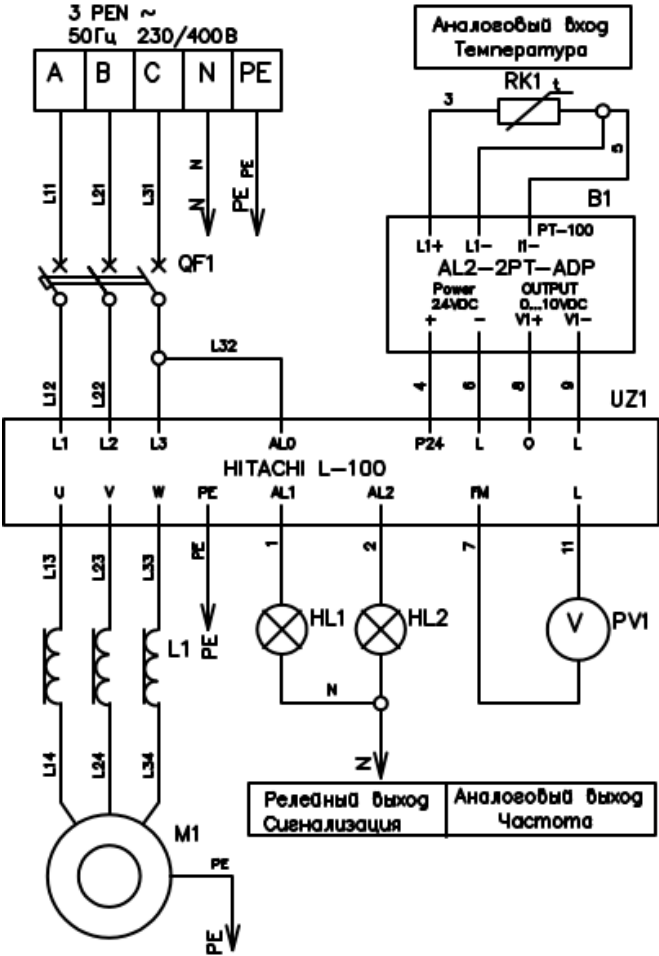 3 PEN ~
50Гц 230/400В
A B C N PE
Аналоговый вход
Температура
RK1 t
3
5
L11 L21 L31 N PE
N PE
B1
PT-100
L1+ L1- I1-
QF1
AL2-2PT-ADP
Power OUTPUT
24VDC 0...10VDC
+ - V1+ V1-
L32
L12 L22 4 6 8 9
UZ1
L1 L2 L3 AL0 P24 L O L
HITACHI L-100
U V W PE AL1 AL2 FM L
L13 L23 L33 PE 1 2 7 11
HL1 HL2 V PV1
L1 PE
N
L14 L24 L34 N
Релейный выход
Сигнализация
Аналоговый выход
Частота
M1
PE
PE